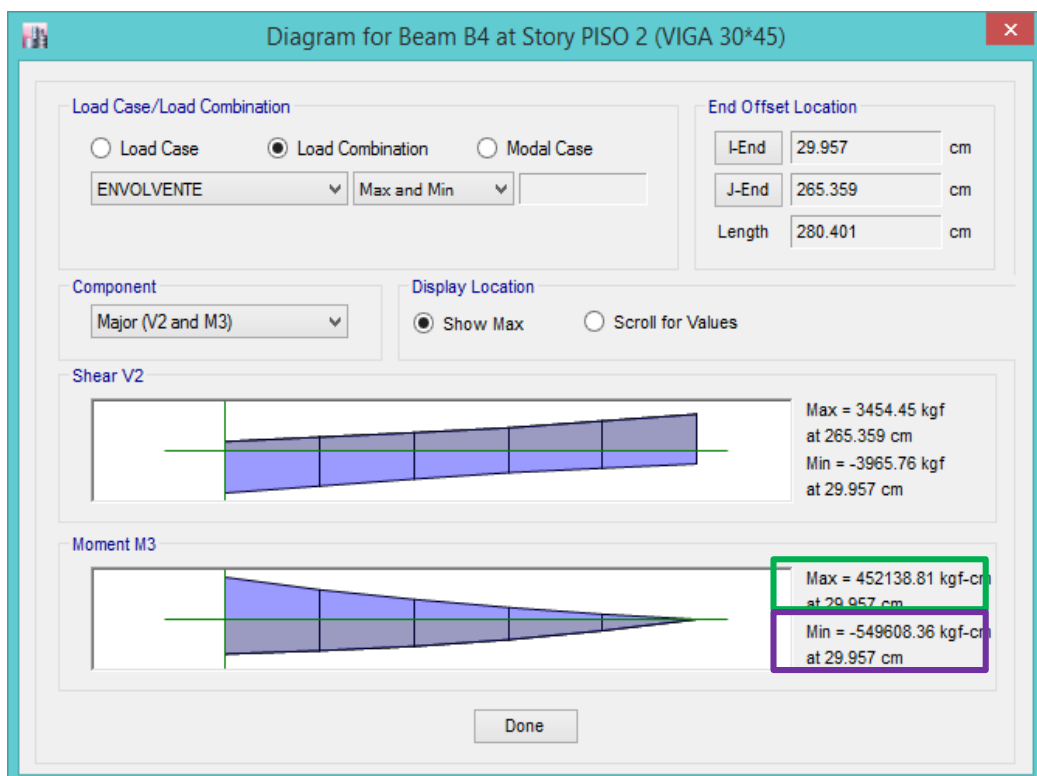 Diagram for Beam B4 at Story PISO 2 (VIGA 30*45)
Load Case/Load Combination
Load Case
Load Combination
Modal Case
ENVOLVENTE
Max and Min
End Offset Location
I-End
29.957
cm
J-End
265.359
cm
Length
280.401
cm
Component
Major (V2 and M3)
Display Location
Show Max
Scroll for Values
Shear V2
Max = 3454.45 kgf
at 265.359 cm
Min = -3965.76 kgf
at 29.957 cm
Moment M3
Max = 452138.81 kgf-cm
at 29.957 cm
Min = -549608.36 kgf-cm
at 29.957 cm
Done